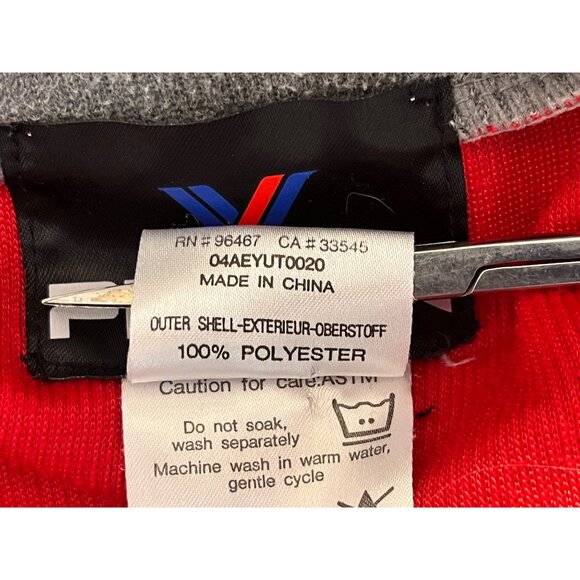 RN # 96467 CA # 33545
04AEYUT0020
MADE IN CHINA
OUTER SHELL-EXTERIEUR-OBERSTOFF
100% POLYESTER
Caution for care:ASTM
Do not soak,
wash separately
Machine wash in warm water,
gentle cycle